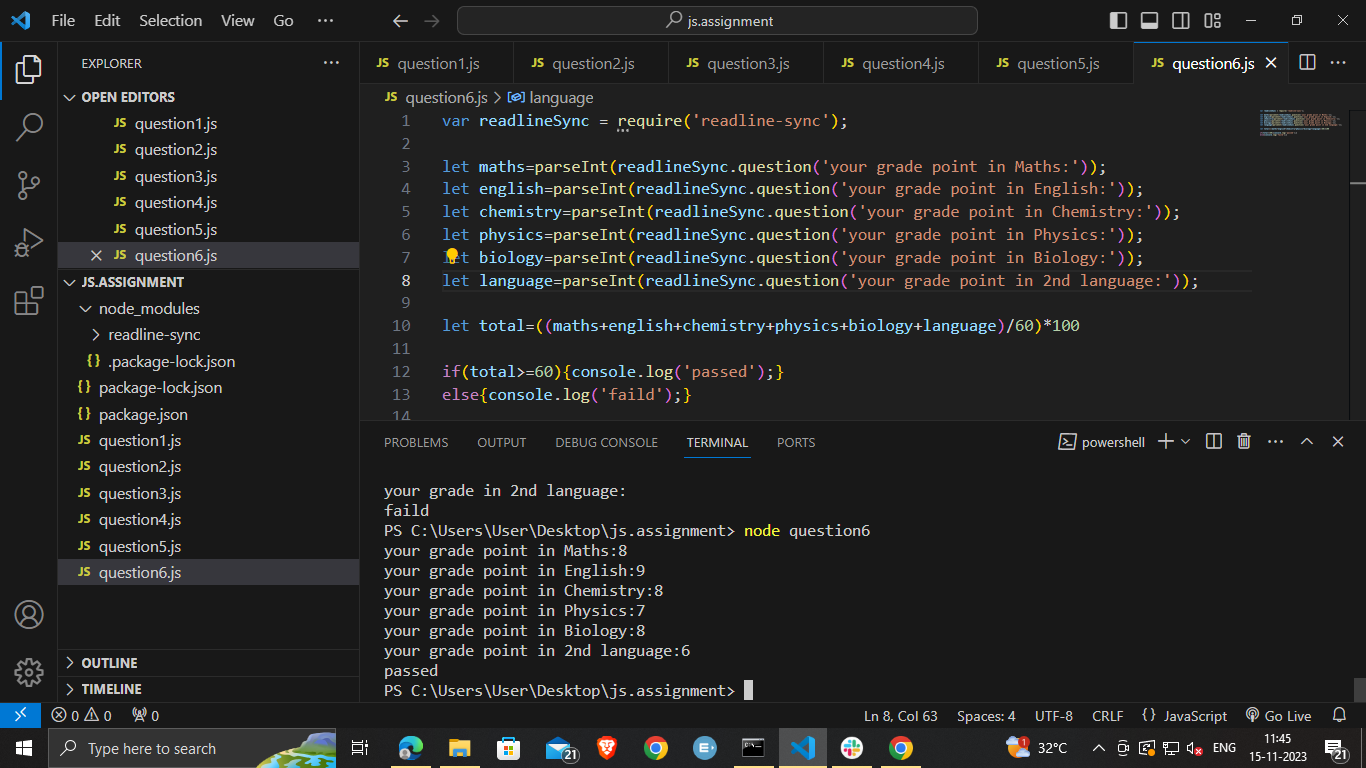 File Edit Selection View Go ··· js.assignment
EXPLORER ···
OPEN EDITORS
JS question1.js
JS question2.js
JS question3.js
JS question4.js
JS question5.js
JS question6.js
JS.ASSIGNMENT
node_modules
readline-sync
{} .package-lock.json
{} package-lock.json
{} package.json
JS question1.js
JS question2.js
JS question3.js
JS question4.js
JS question5.js
JS question6.js
OUTLINE
TIMELINE
JS question1.js JS question2.js JS question3.js JS question4.js JS question5.js JS question6.js
JS question6.js > language
1 var readlineSync = require('readline-sync');
2
3 let maths=parseInt(readlineSync.question('your grade point in Maths:'));
4 let english=parseInt(readlineSync.question('your grade point in English:'));
5 let chemistry=parseInt(readlineSync.question('your grade point in Chemistry:'));
6 let physics=parseInt(readlineSync.question('your grade point in Physics:'));
7 let biology=parseInt(readlineSync.question('your grade point in Biology:'));
8 let language=parseInt(readlineSync.question('your grade point in 2nd language:'));
9
10 let total=((maths+english+chemistry+physics+biology+language)/60)*100
11
12 if(total>=60){console.log('passed');}
13 else{console.log('faild');}
14
PROBLEMS OUTPUT DEBUG CONSOLE TERMINAL PORTS powershell
your grade in 2nd language:
faild
PS C:\Users\User\Desktop\js.assignment> node question6
your grade point in Maths:8
your grade point in English:9
your grade point in Chemistry:8
your grade point in Physics:7
your grade point in Biology:8
your grade point in 2nd language:6
passed
PS C:\Users\User\Desktop\js.assignment>
0 0 0 Ln 8, Col 63 Spaces: 4 UTF-8 CRLF {} JavaScript Go Live
Type here to search 21 1 32°C ENG 11:45
15-11-2023 21